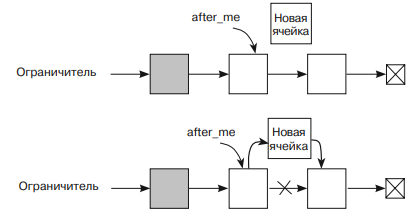 after_me
Новая
ячейка
Ограничитель
after_me
Новая
ячейка
Ограничитель